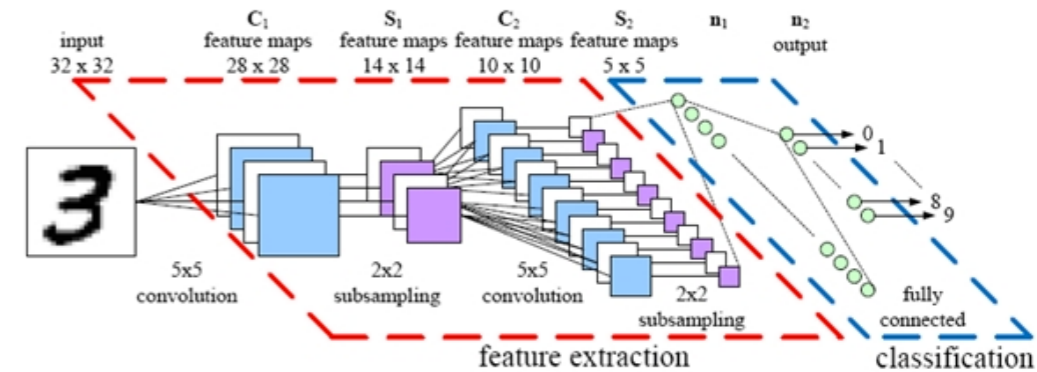 input
32 x 32
C₁
feature maps
28 x 28
S₁
feature maps
14 x 14
C₂
feature maps
10 x 10
S₂
feature maps
5 x 5
n₁
n₂
output
3
0
1
8
9
5x5
convolution
2x2
subsampling
5x5
convolution
2x2
subsampling
fully
connected
feature extraction
classification